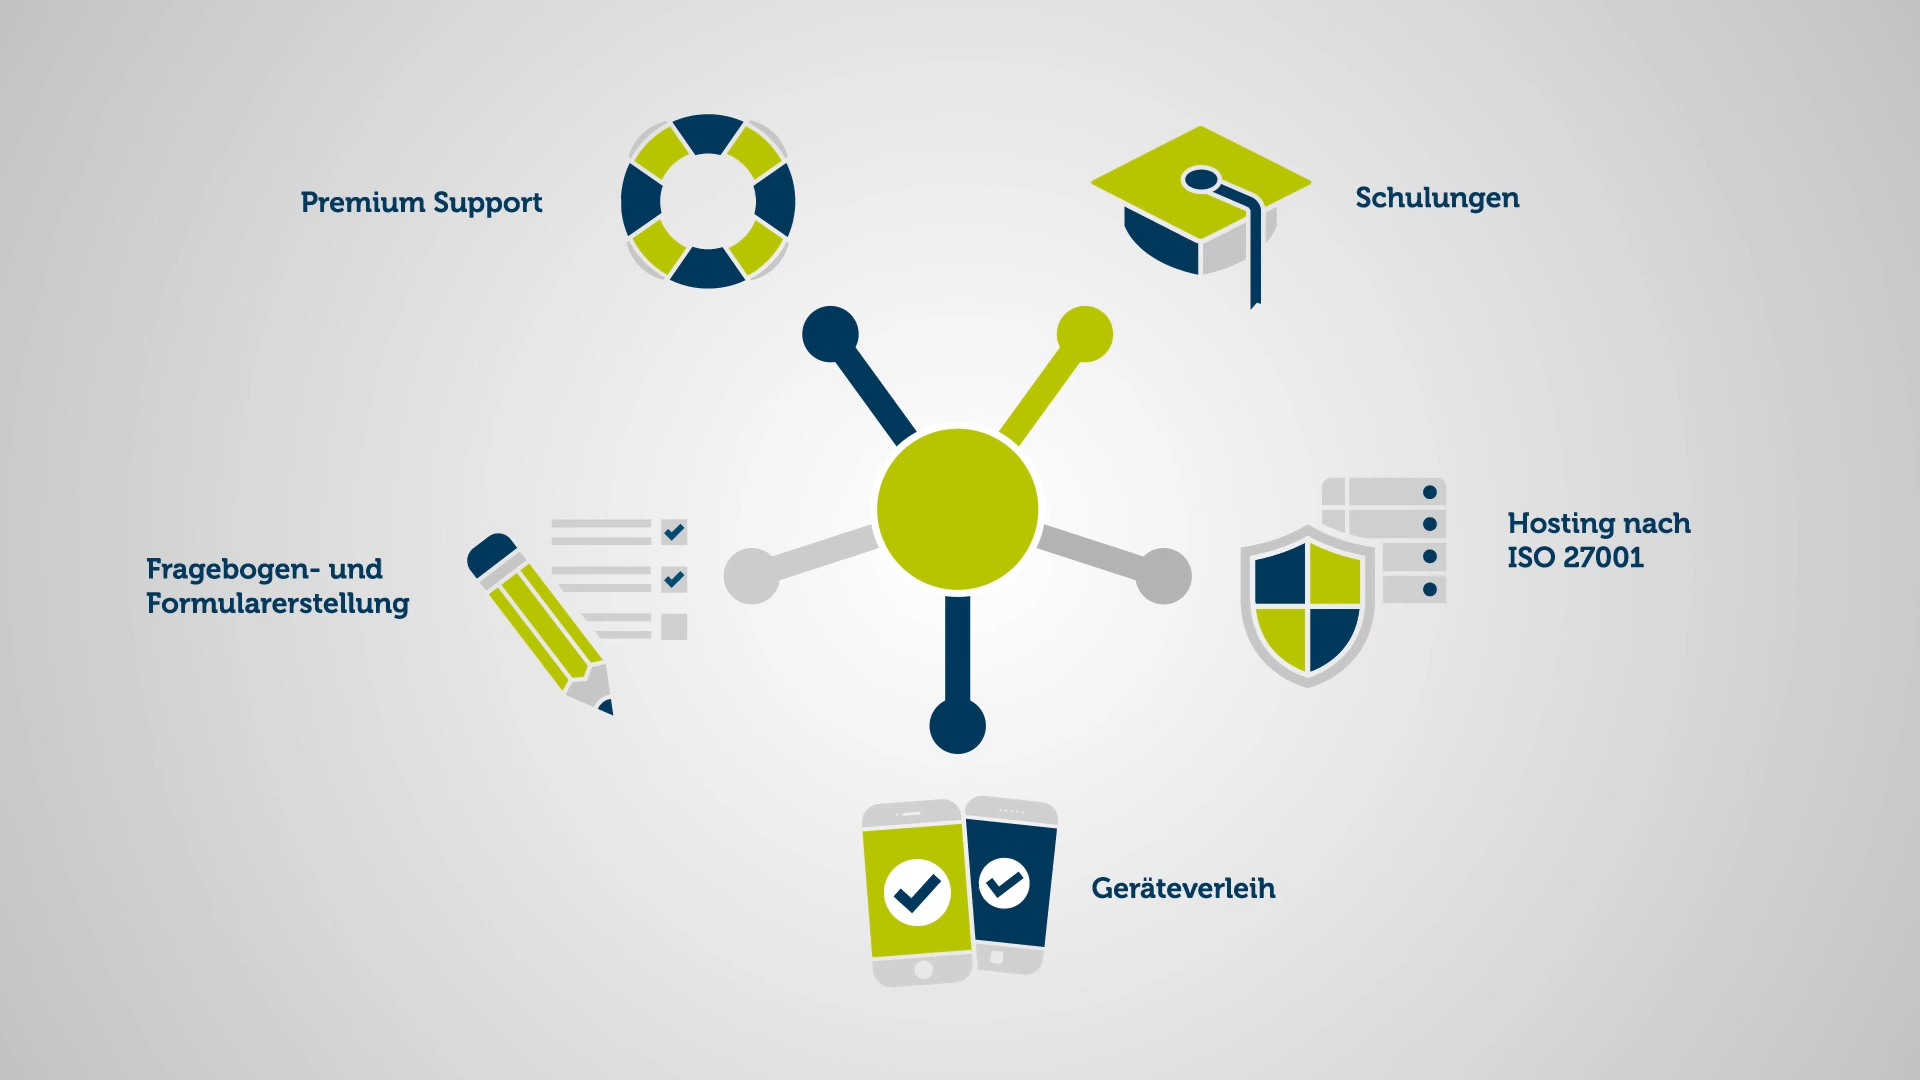 Premium Support
Schulungen
Fragebogen- und
Formularerstellung
Hosting nach
ISO 27001
Geräteverleih